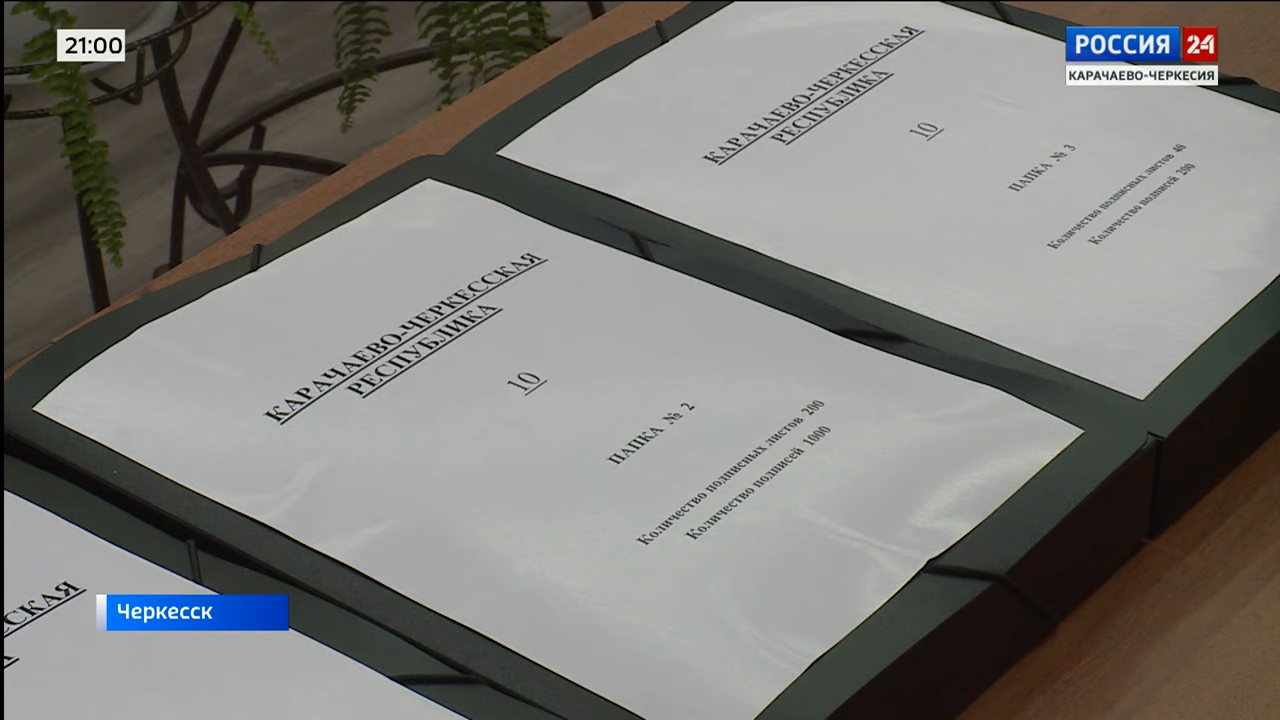 21:00
РОССИЯ 24
КАРАЧАЕВО-ЧЕРКЕСИЯ
КАРАЧАЕВО-ЧЕРКЕССКАЯ
РЕСПУБЛИКА
10
ПАПКА № 3
Количество подписных листов 40
Количество подписей 200
КАРАЧАЕВО-ЧЕРКЕССКАЯ
РЕСПУБЛИКА
10
ПАПКА № 2
Количество подписных листов 200
Количество подписей 1000
ССКАЯ
Черкесск